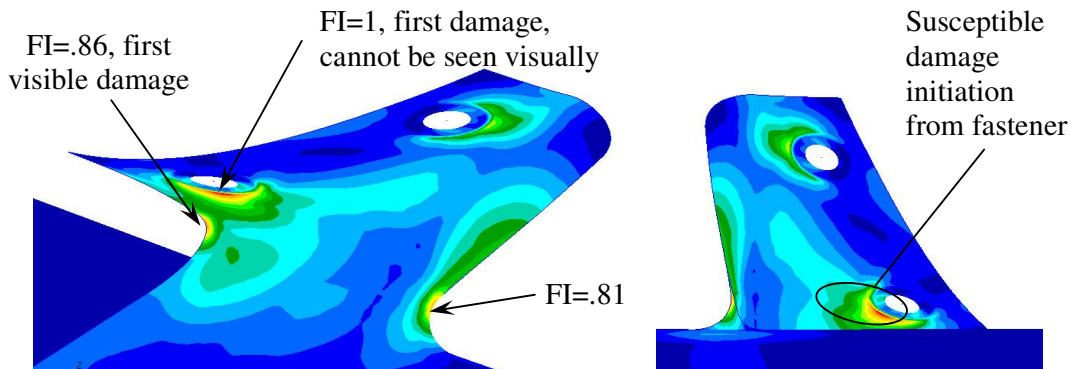 FI=.86, first
visible damage
FI=1, first damage,
cannot be seen visually
FI=.81
Z
Susceptible
damage
initiation
from fastener